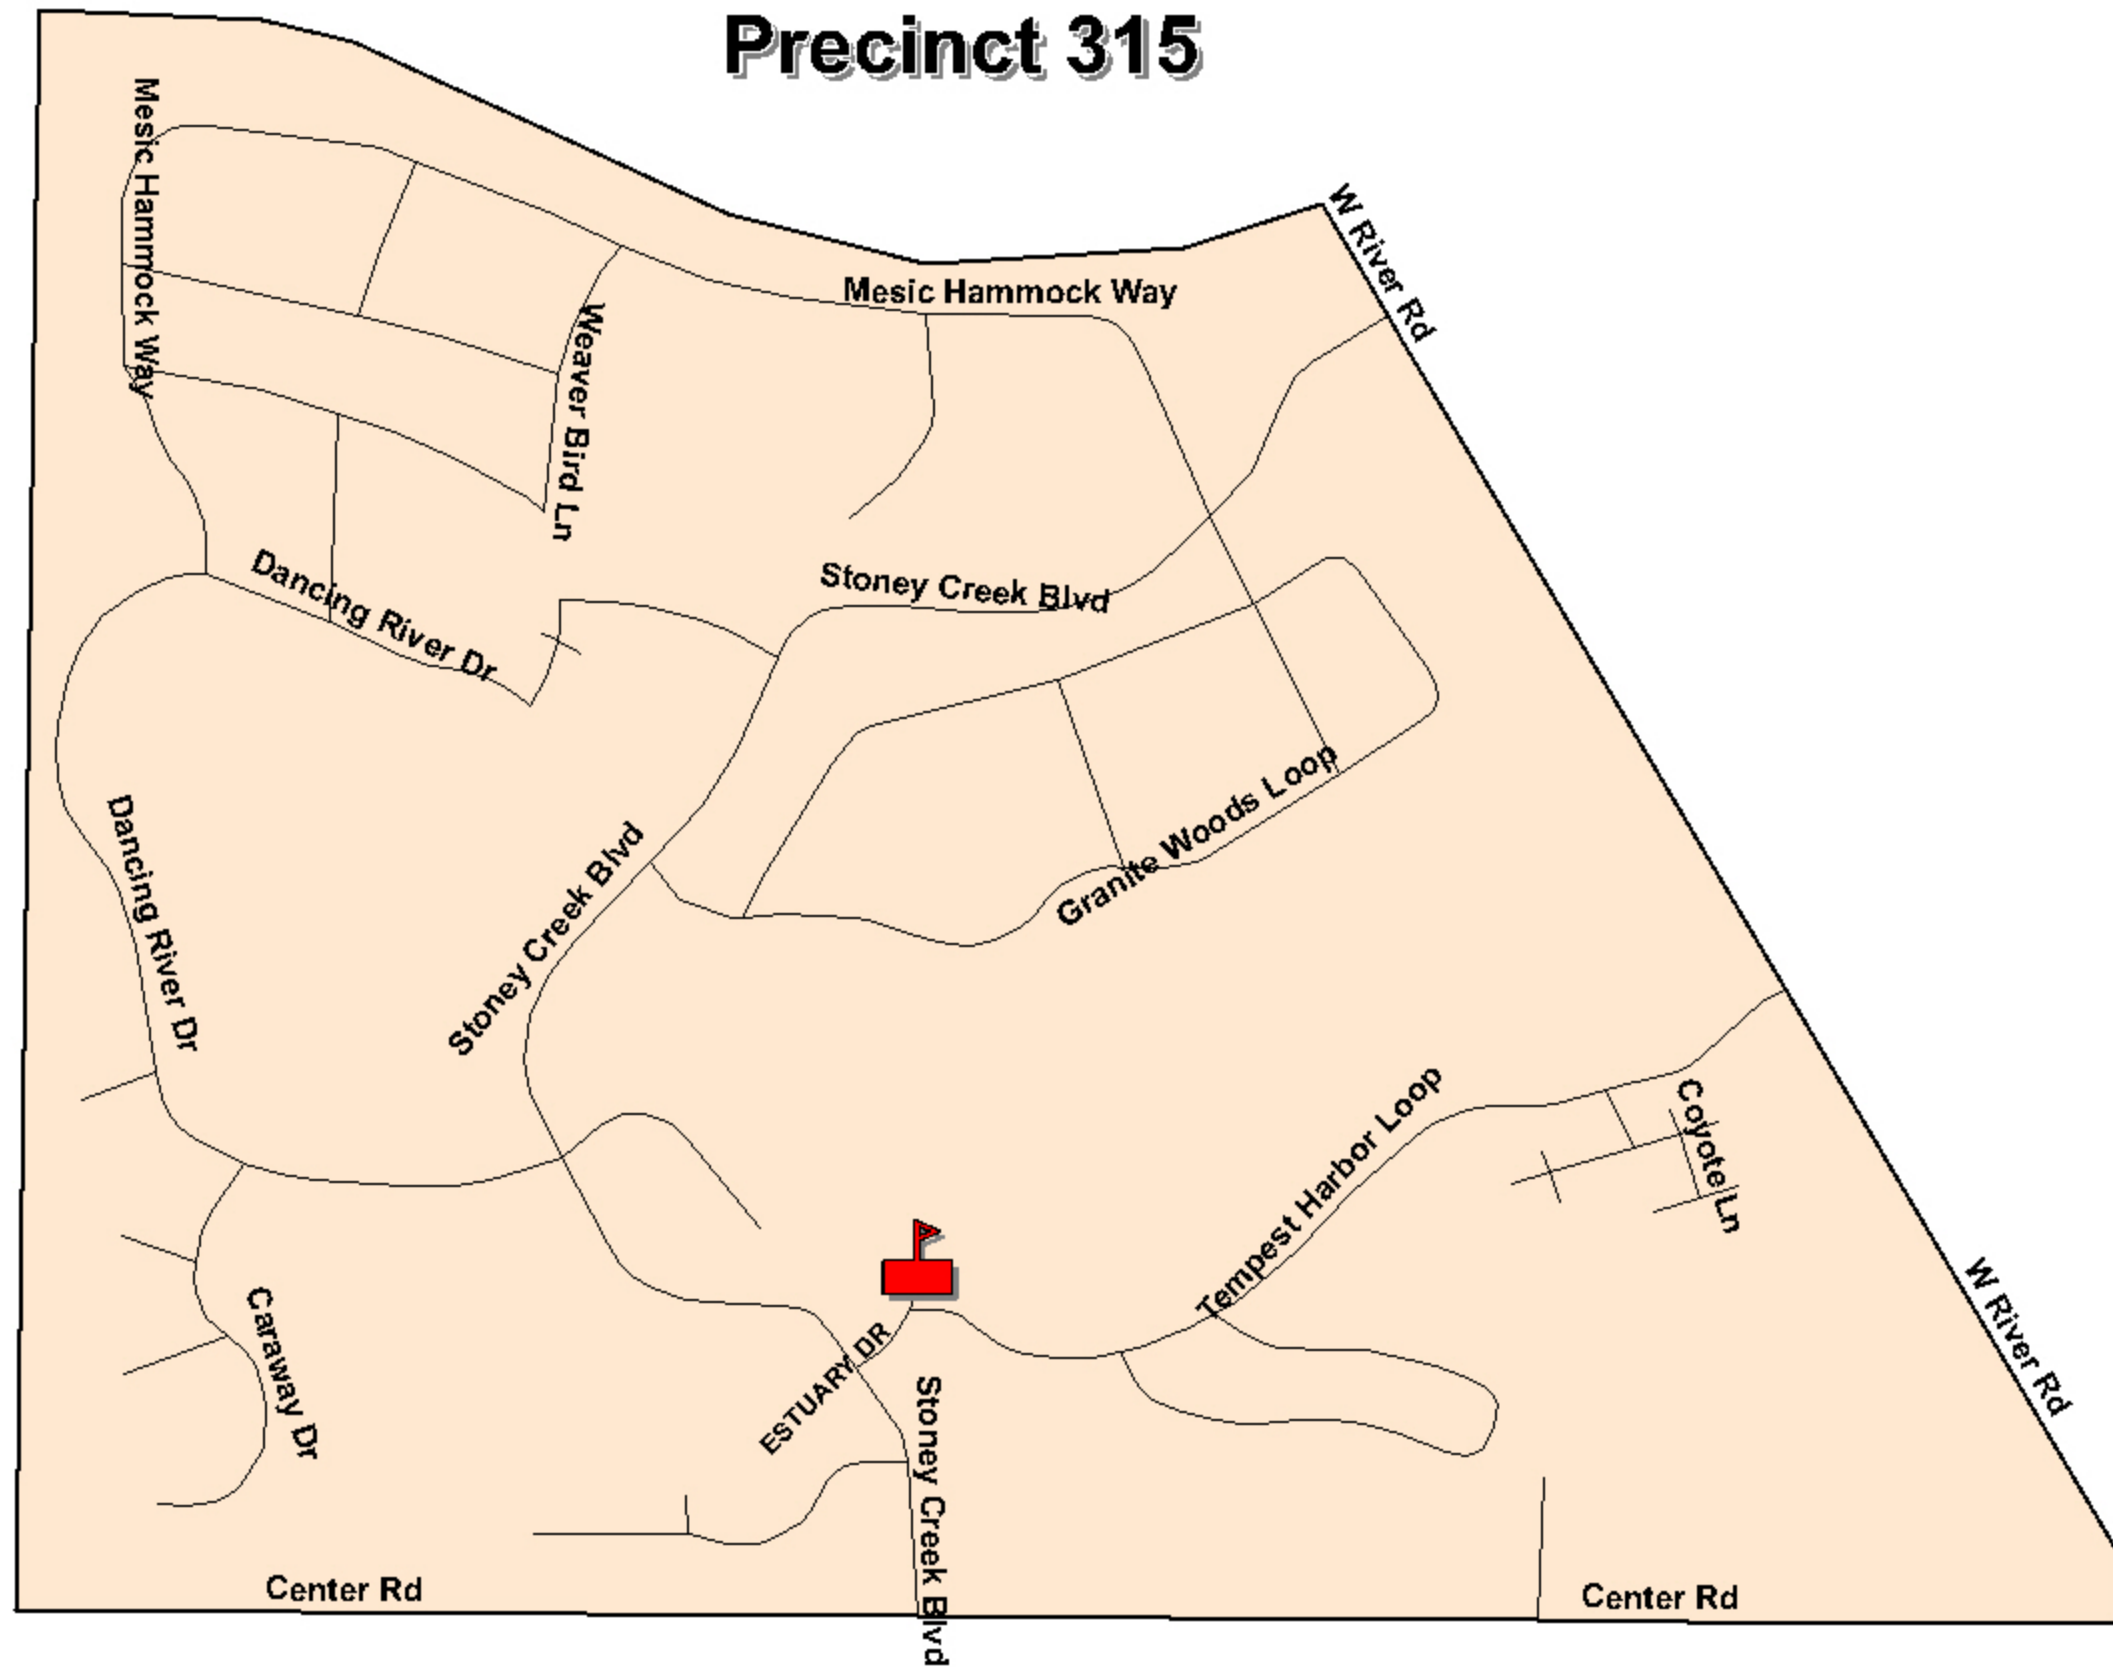 Precinct 315
Mesic Hammock Way
W River Rd
Mesic Hammock Way
Weaver Bird Ln
Dancing River Dr
Stoney Creek Blvd
Granite Woods Loop
Dancing River Dr
Stoney Creek Blvd
Tempest Harbor Loop
Coyote Ln
W River Rd
Caraway Dr
ESTUARY DR
Stoney Creek Blvd
Center Rd
Center Rd